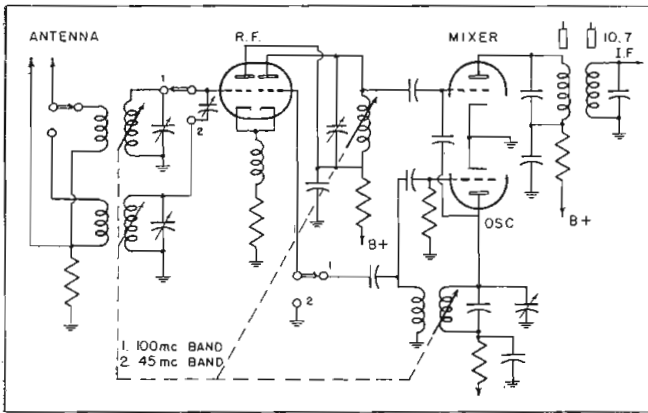 ANTENNA
R.F.
MIXER
10.7
I.F
1
2
B+
B+
OSC
1
2
1. 100mc BAND
2. 45mc BAND